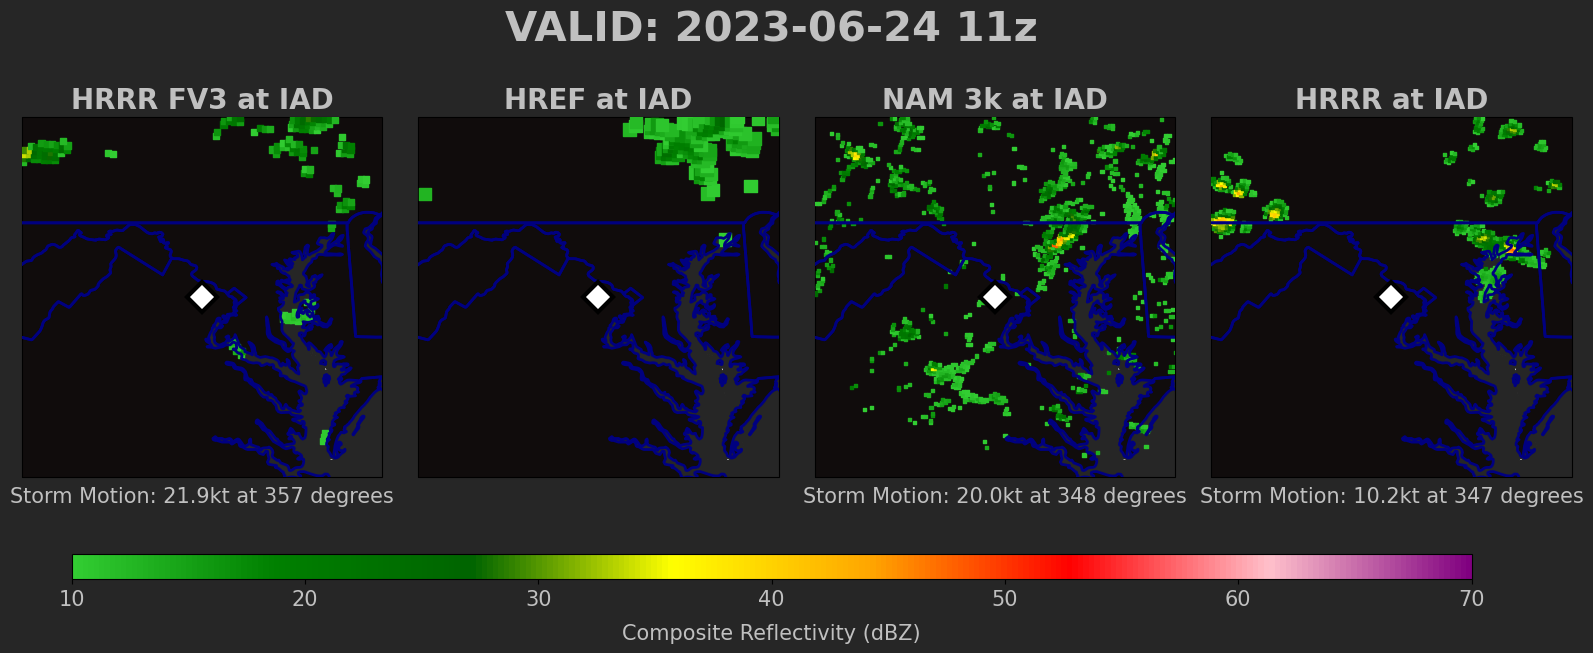 VALID: 2023-06-24 11z
HRRR FV3 at IAD
HREF at IAD
NAM 3k at IAD
HRRR at IAD
Storm Motion: 21.9kt at 357 degrees
Storm Motion: 20.0kt at 348 degrees
Storm Motion: 10.2kt at 347 degrees
10 20 30 40 50 60 70
Composite Reflectivity (dBZ)